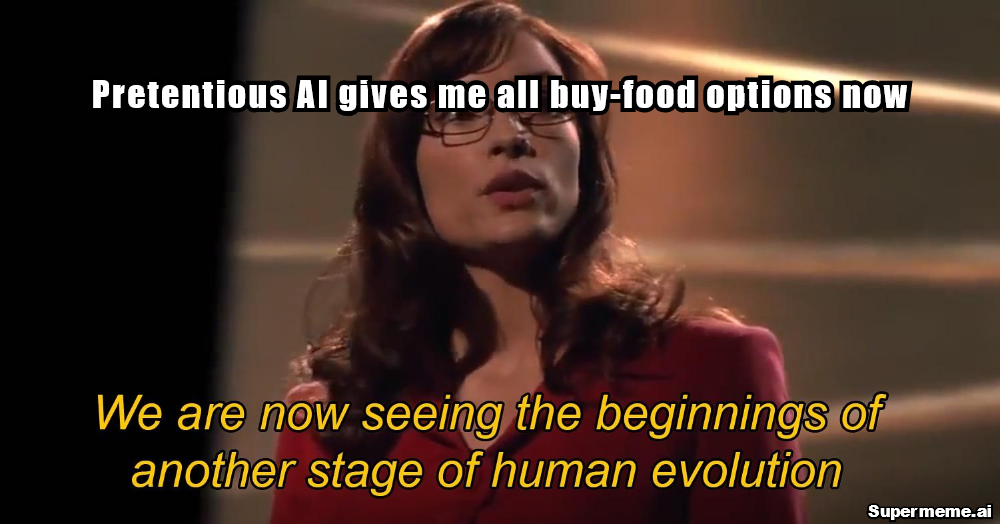 Pretentious AI gives me all buy-food options now
We are now seeing the beginnings of
another stage of human evolution
Supermeme.ai